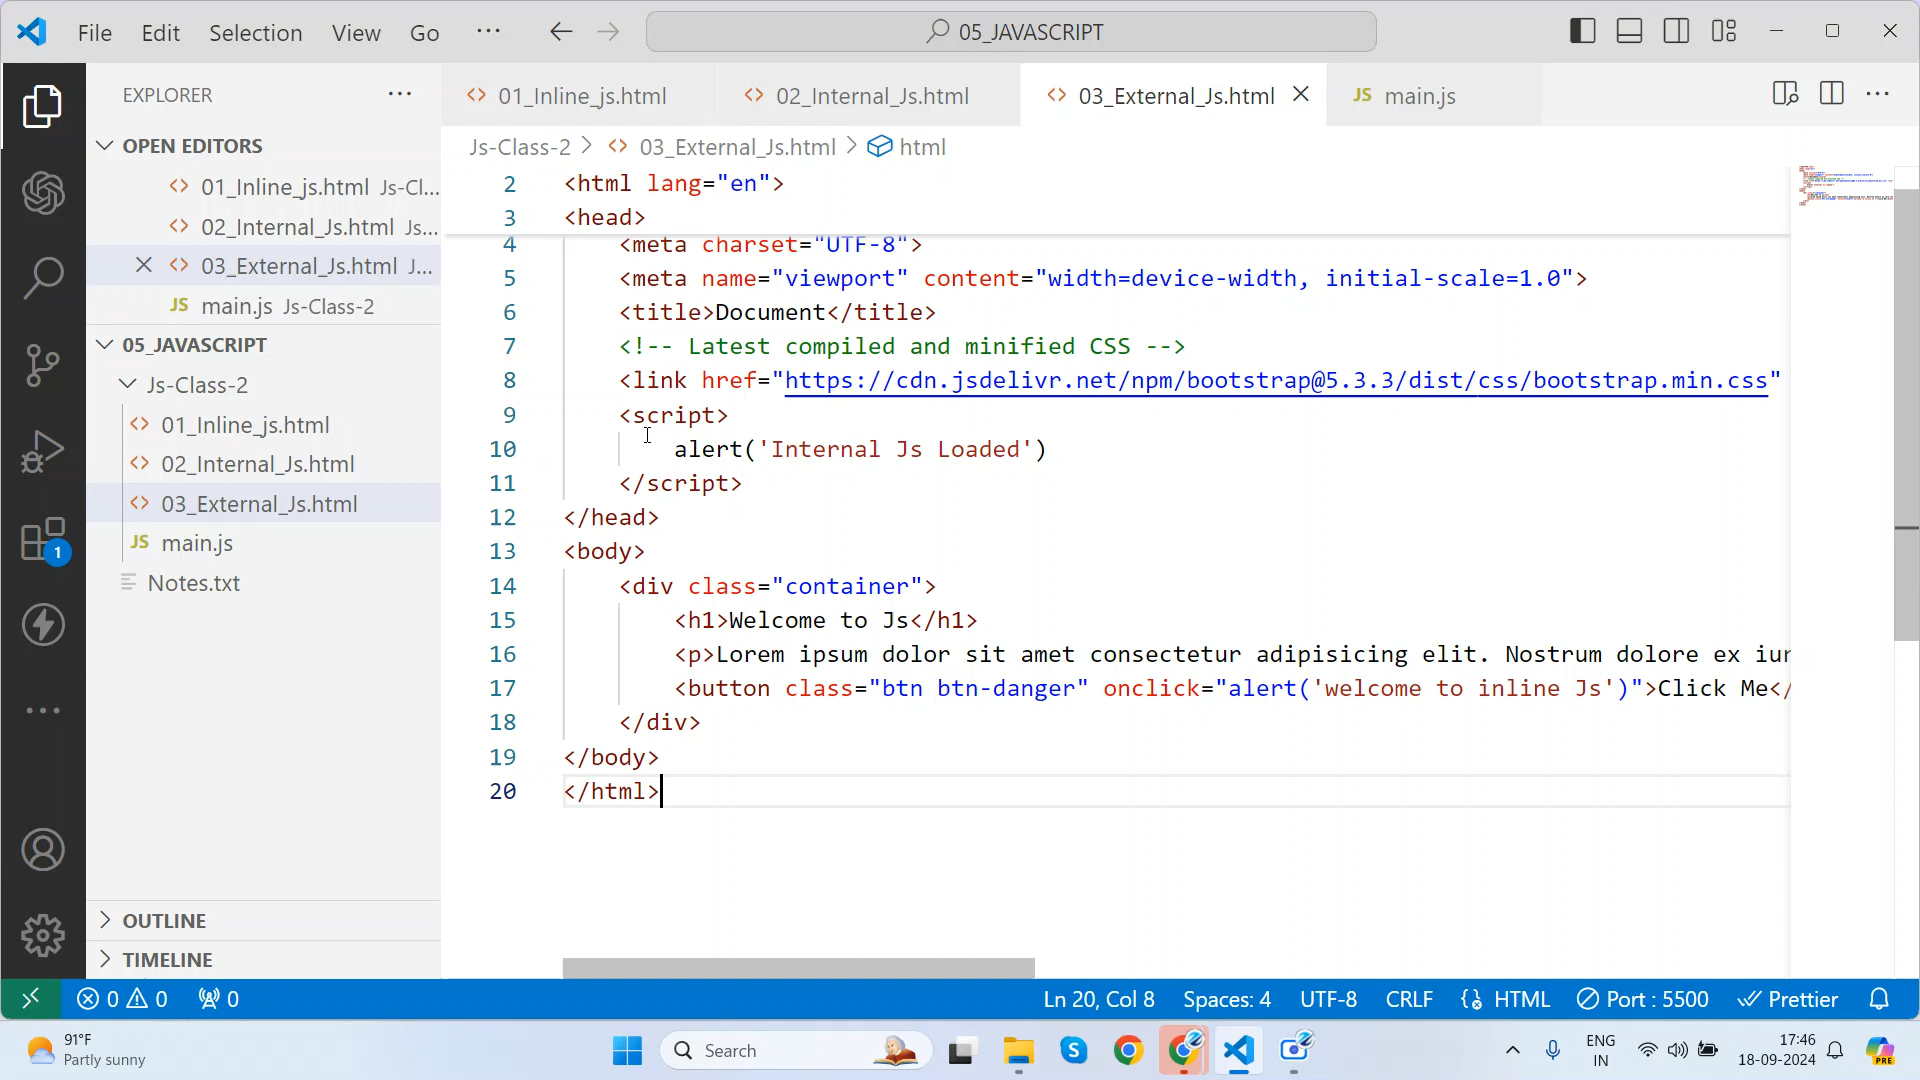 File Edit Selection View Go ··· 05_JAVASCRIPT
EXPLORER ···
OPEN EDITORS
01_Inline_js.html Js-Cl...
02_Internal_Js.html Js...
03_External_Js.html J...
JS main.js Js-Class-2
05_JAVASCRIPT
Js-Class-2
01_Inline_js.html
02_Internal_Js.html
03_External_Js.html
JS main.js
Notes.txt
OUTLINE
TIMELINE
1
01_Inline_js.html 02_Internal_Js.html 03_External_Js.html JS main.js
Js-Class-2 > 03_External_Js.html > html
2 <html lang="en">
3 <head>
4 <meta charset="UTF-8">
5 <meta name="viewport" content="width=device-width, initial-scale=1.0">
6 <title>Document</title>
7 <!-- Latest compiled and minified CSS -->
8 <link href="https://cdn.jsdelivr.net/npm/bootstrap@5.3.3/dist/css/bootstrap.min.css"
9 <script>
10 alert('Internal Js Loaded')
11 </script>
12 </head>
13 <body>
14 <div class="container">
15 <h1>Welcome to Js</h1>
16 <p>Lorem ipsum dolor sit amet consectetur adipisicing elit. Nostrum dolore ex iur
17 <button class="btn btn-danger" onclick="alert('welcome to inline Js')">Click Me</
18 </div>
19 </body>
20 </html>
0 0 0 Ln 20, Col 8 Spaces: 4 UTF-8 CRLF HTML Port : 5500 Prettier
91°F
Partly sunny
Search
ENG
IN
17:46
18-09-2024
PRE